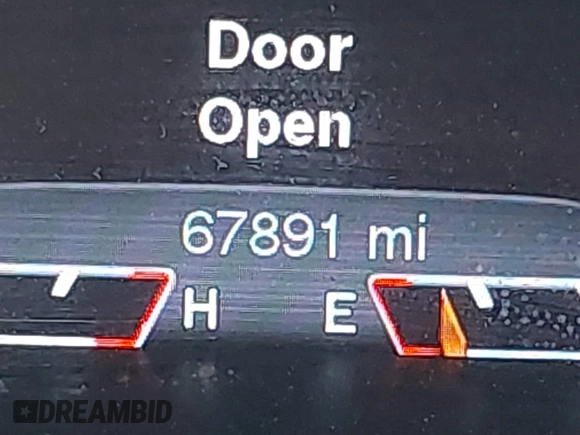 Door
Open
67891 mi
H E
DREAMBID